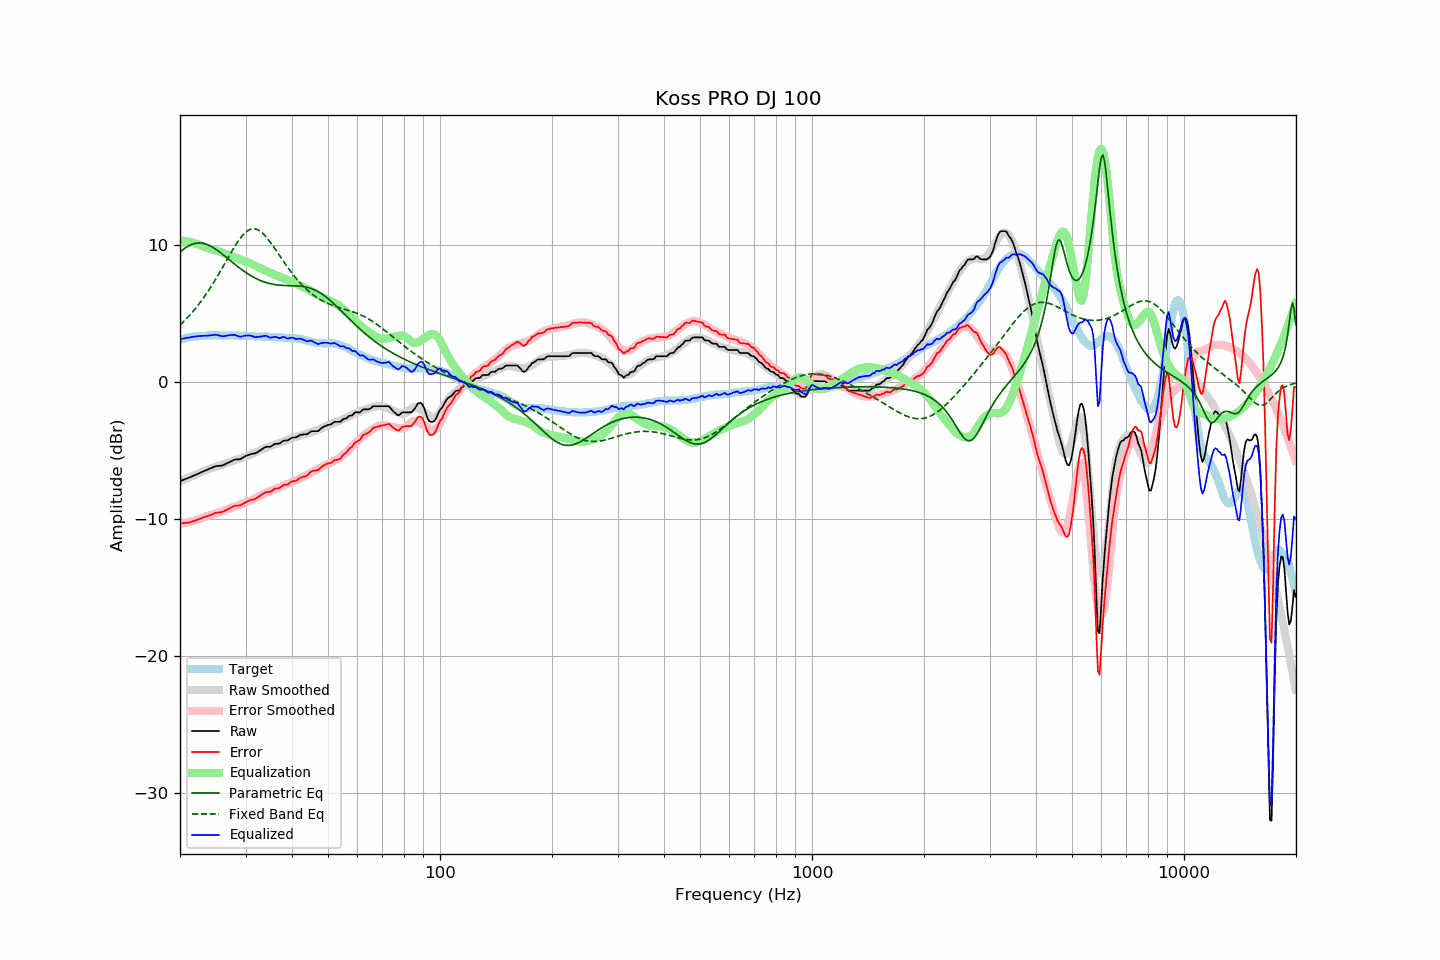 Koss PRO DJ 100
Amplitude (dBr)
10
0
−10
−20
−30
Target
Raw Smoothed
Error Smoothed
Raw
Error
Equalization
Parametric Eq
Fixed Band Eq
Equalized
100
1000
10000
Frequency (Hz)